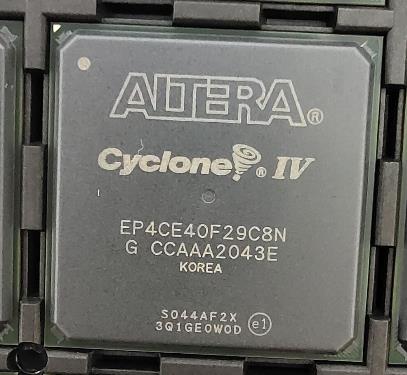 ALTERA®
Cyclone® IV
EP4CE40F29C8N
G CCAAA2043E
KOREA
S044AF2X
3Q1GE0W0D e1